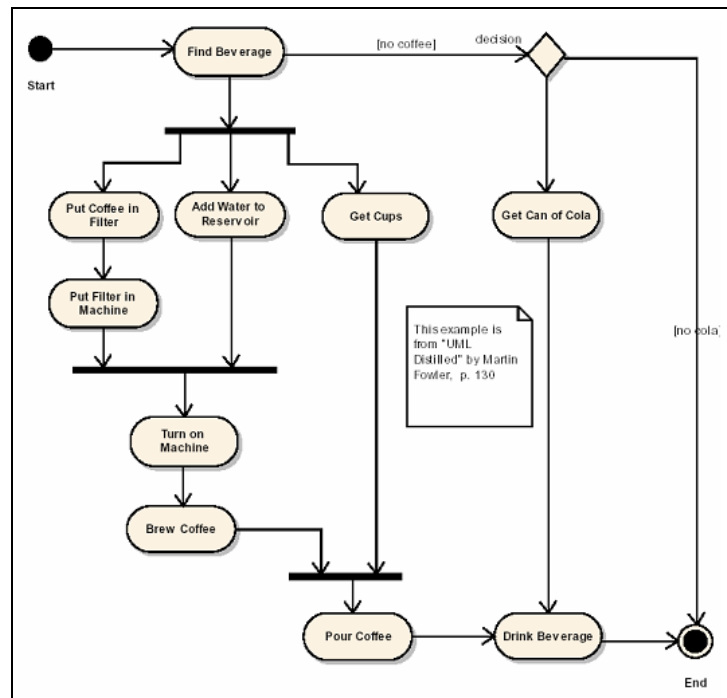 Start
Find Beverage
[no coffee]
decision
Put Coffee in
Filter
Add Water to
Reservoir
Get Cups
Get Can of Cola
Put Filter in
Machine
This example is
from "UML
Distilled" by Martin
Fowler, p. 130
[no cola]
Turn on
Machine
Brew Coffee
Pour Coffee
Drink Beverage
End